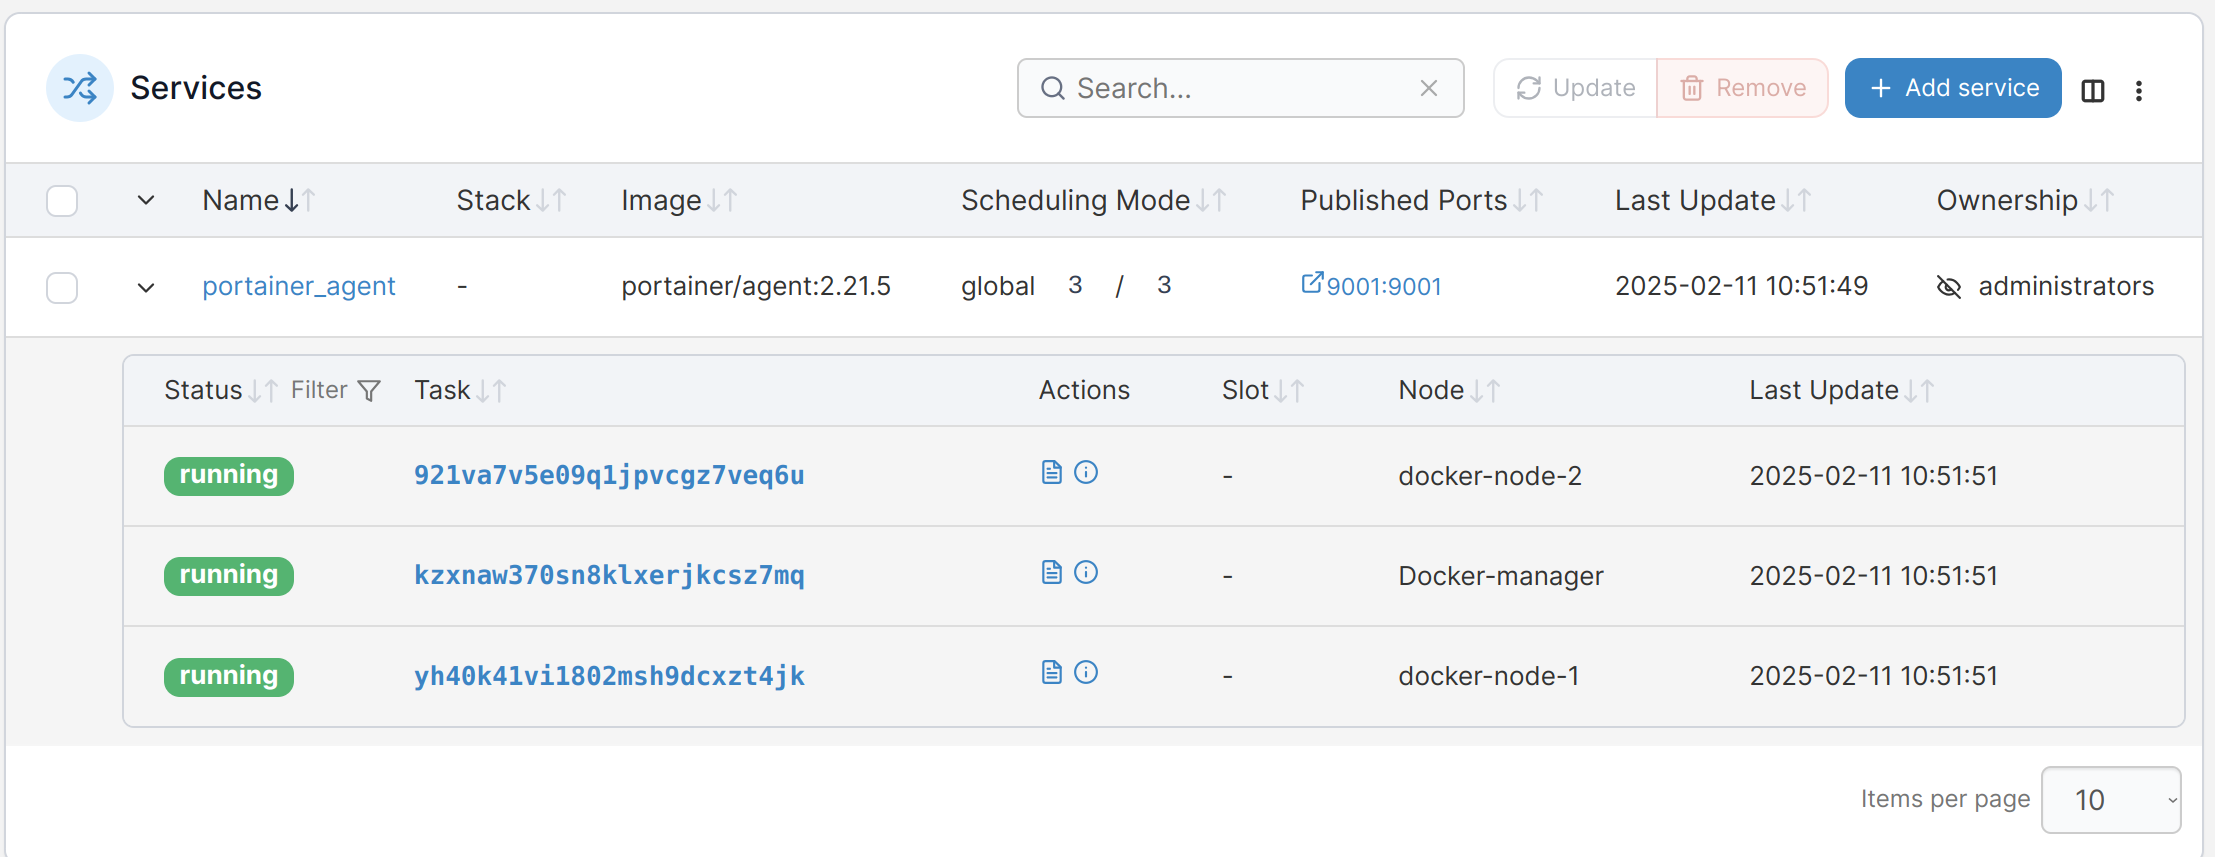 Services Search... Update Remove Add service
Name Stack Image Scheduling Mode Published Ports Last Update Ownership
portainer_agent - portainer/agent:2.21.5 global 3 / 3 9001:9001 2025-02-11 10:51:49 administrators
Status Filter Task Actions Slot Node Last Update
running 921va7v5e09q1jpvcgz7veq6u - docker-node-2 2025-02-11 10:51:51
running kzxnaw370sn8klxerjkcsz7mq - Docker-manager 2025-02-11 10:51:51
running yh40k41vi1802msh9dcxzt4jk - docker-node-1 2025-02-11 10:51:51
Items per page 10